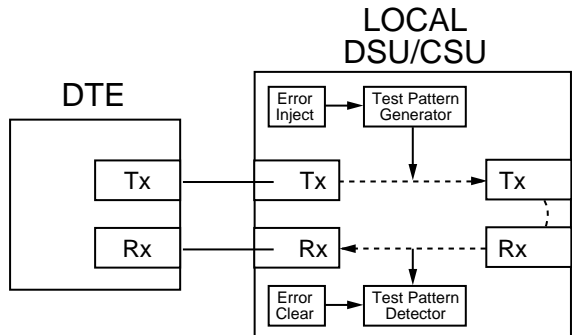 LOCAL
DSU/CSU
DTE
Error
Inject
Test Pattern
Generator
Tx
Tx
Tx
Rx
Rx
Rx
Error
Clear
Test Pattern
Detector